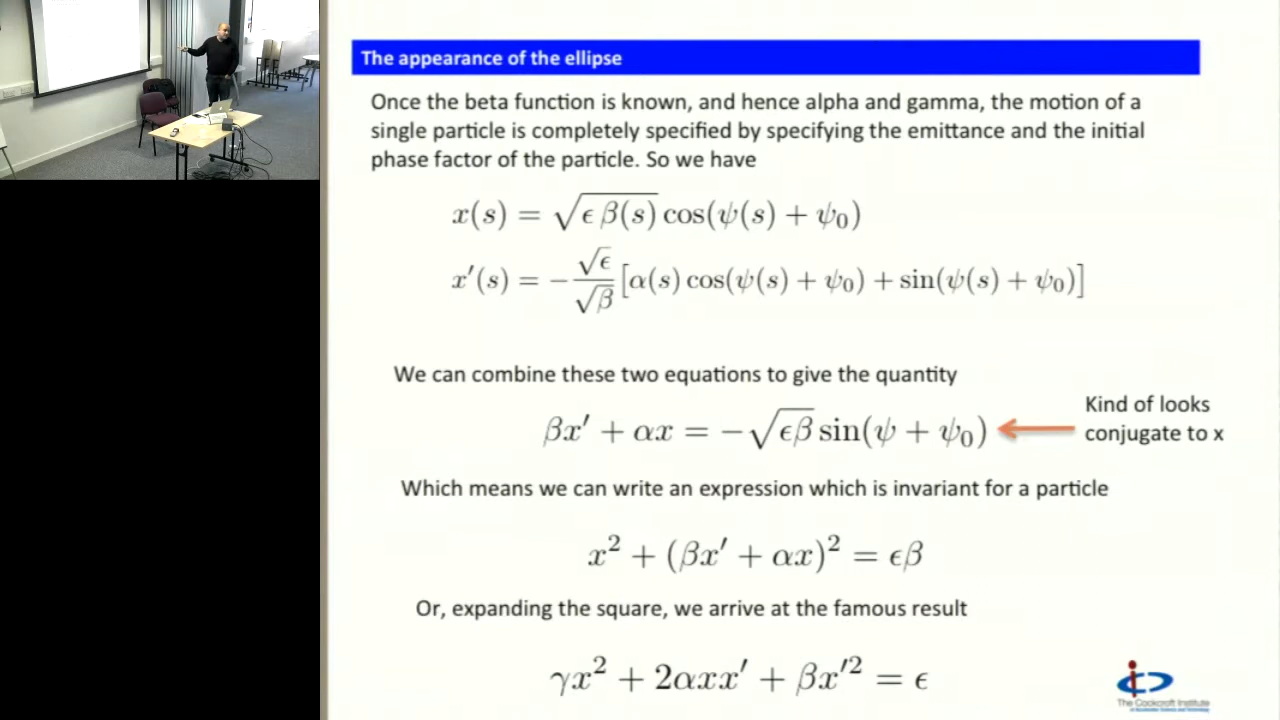 The appearance of the ellipse
Once the beta function is known, and hence alpha and gamma, the motion of a
single particle is completely specified by specifying the emittance and the initial
phase factor of the particle. So we have
x(s) = √(ϵ β(s)) cos(ψ(s) + ψ₀)
x′(s) = −√ϵ/√β [α(s) cos(ψ(s) + ψ₀) + sin(ψ(s) + ψ₀)]
We can combine these two equations to give the quantity
Kind of looks
conjugate to x
βx′ + αx = −√(ϵβ) sin(ψ + ψ₀)
Which means we can write an expression which is invariant for a particle
x² + (βx′ + αx)² = ϵβ
Or, expanding the square, we arrive at the famous result
γx² + 2αxx′ + βx′² = ϵ
The Cockcroft Institute